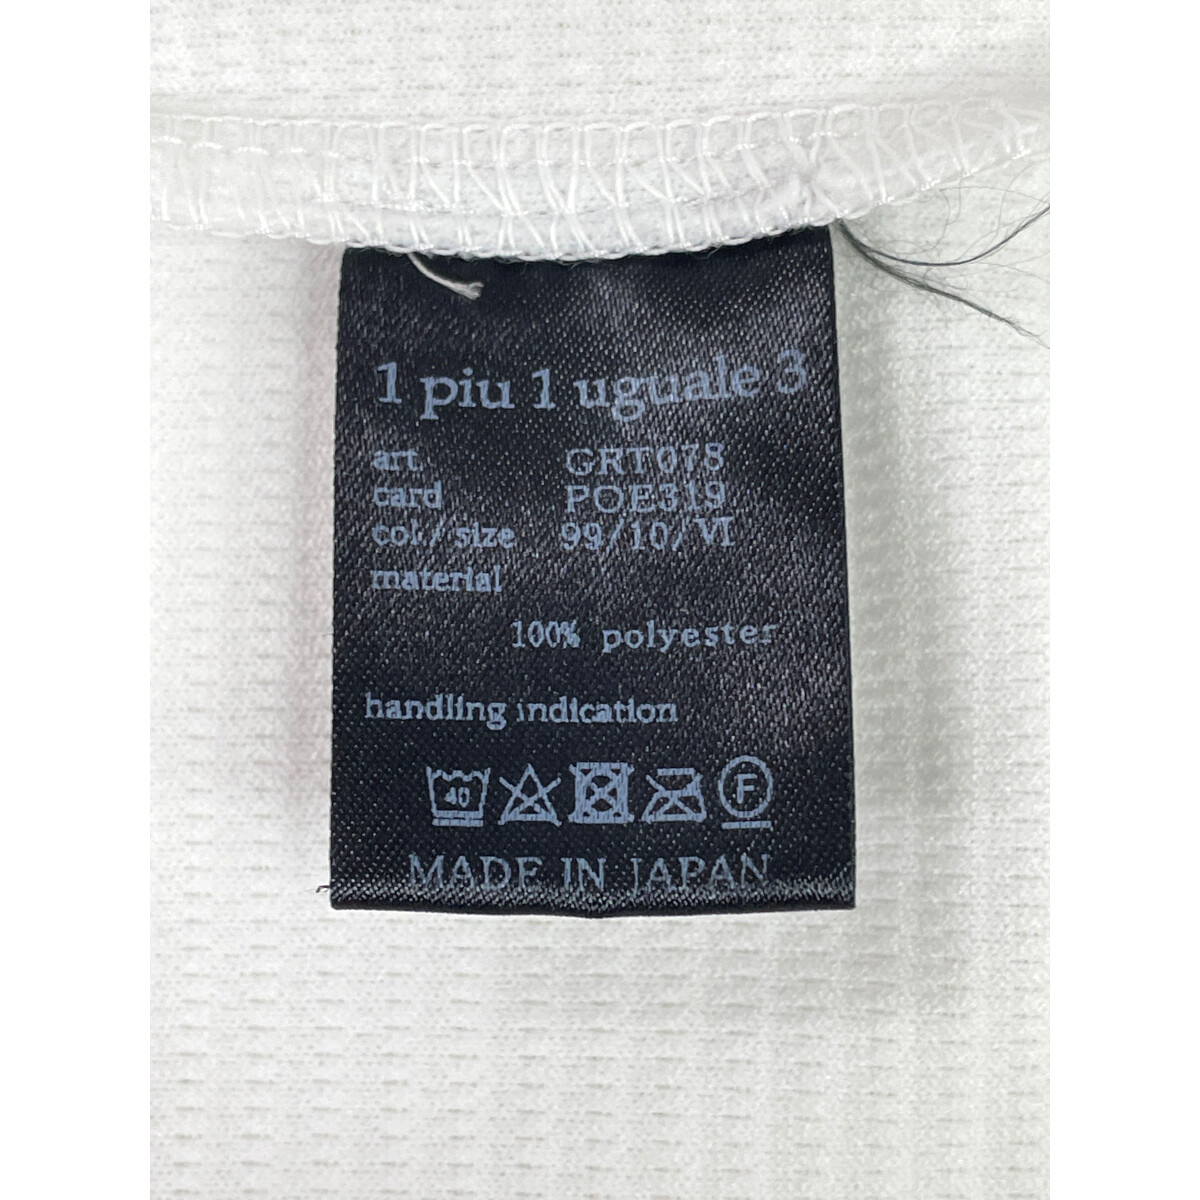 1 piu 1 uguale 3
art. GRT078
card POE319
col./size 99/10/Ⅵ
material
100% polyester
handling indication
40 F
MADE IN JAPAN